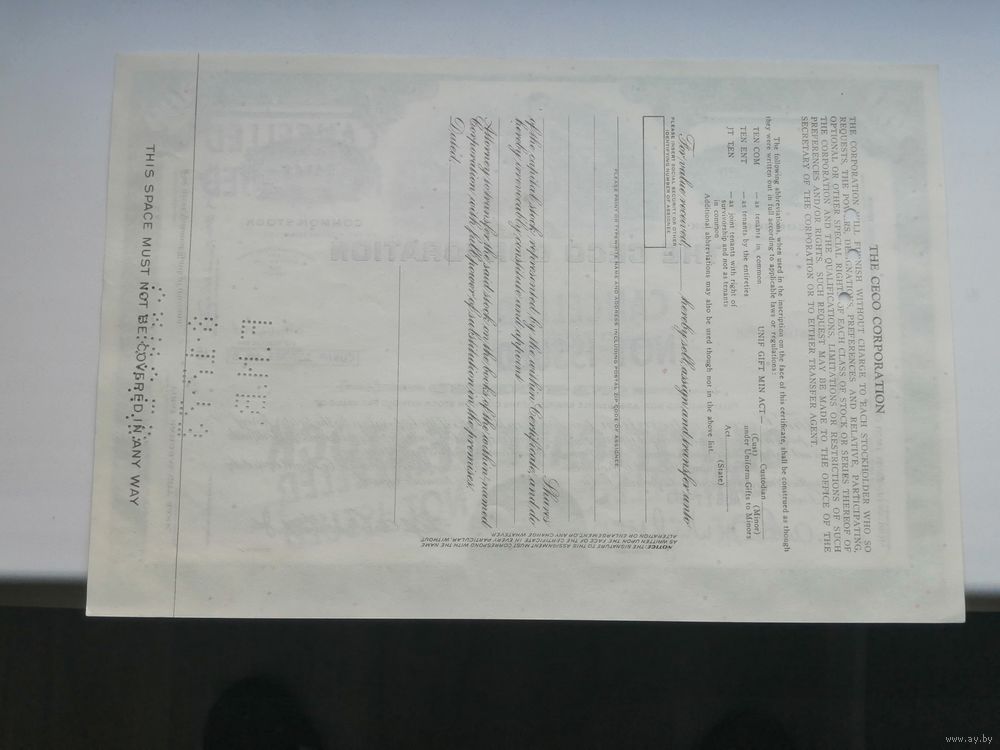 THE CECO CORPORATION
THE CORPORATION WILL FURNISH WITHOUT CHARGE TO EACH STOCKHOLDER WHO SO
REQUESTS, THE POWERS, DESIGNATIONS, PREFERENCES AND RELATIVE, PARTICIPATING,
OPTIONAL OR OTHER SPECIAL RIGHTS OF EACH CLASS OF STOCK OR SERIES THEREOF OF
THE CORPORATION AND THE QUALIFICATIONS, LIMITATIONS OR RESTRICTIONS OF SUCH
PREFERENCES AND/OR RIGHTS. SUCH REQUEST MAY BE MADE TO THE OFFICE OF THE
SECRETARY OF THE CORPORATION OR TO EITHER TRANSFER AGENT.
The following abbreviations, when used in the inscription on the face of this certificate, shall be construed as though
they were written out in full according to applicable laws or regulations:
TEN COM — as tenants in common UNIF GIFT MIN ACT— Custodian
(Cust) (Minor)
TEN ENT — as tenants by the entireties under Uniform Gifts to Minors
JT TEN — as joint tenants with right of Act
survivorship and not as tenants (State)
in common
Additional abbreviations may also be used though not in the above list.
For value received, hereby sell, assign and transfer unto
PLEASE INSERT SOCIAL SECURITY OR OTHER
IDENTIFYING NUMBER OF ASSIGNEE
PLEASE PRINT OR TYPEWRITE NAME AND ADDRESS INCLUDING POSTAL ZIP CODE OF ASSIGNEE
Shares
of the capital stock represented by the within Certificate, and do
hereby irrevocably constitute and appoint
Attorney to transfer the said stock on the books of the within-named
Corporation with full power of substitution in the premises.
Dated,
NOTICE: THE SIGNATURE TO THIS ASSIGNMENT MUST CORRESPOND WITH THE NAME
AS WRITTEN UPON THE FACE OF THE CERTIFICATE IN EVERY PARTICULAR, WITHOUT
ALTERATION OR ENLARGEMENT OR ANY CHANGE WHATEVER.
THIS SPACE MUST NOT BE COVERED IN ANY WAY
www.ay.by